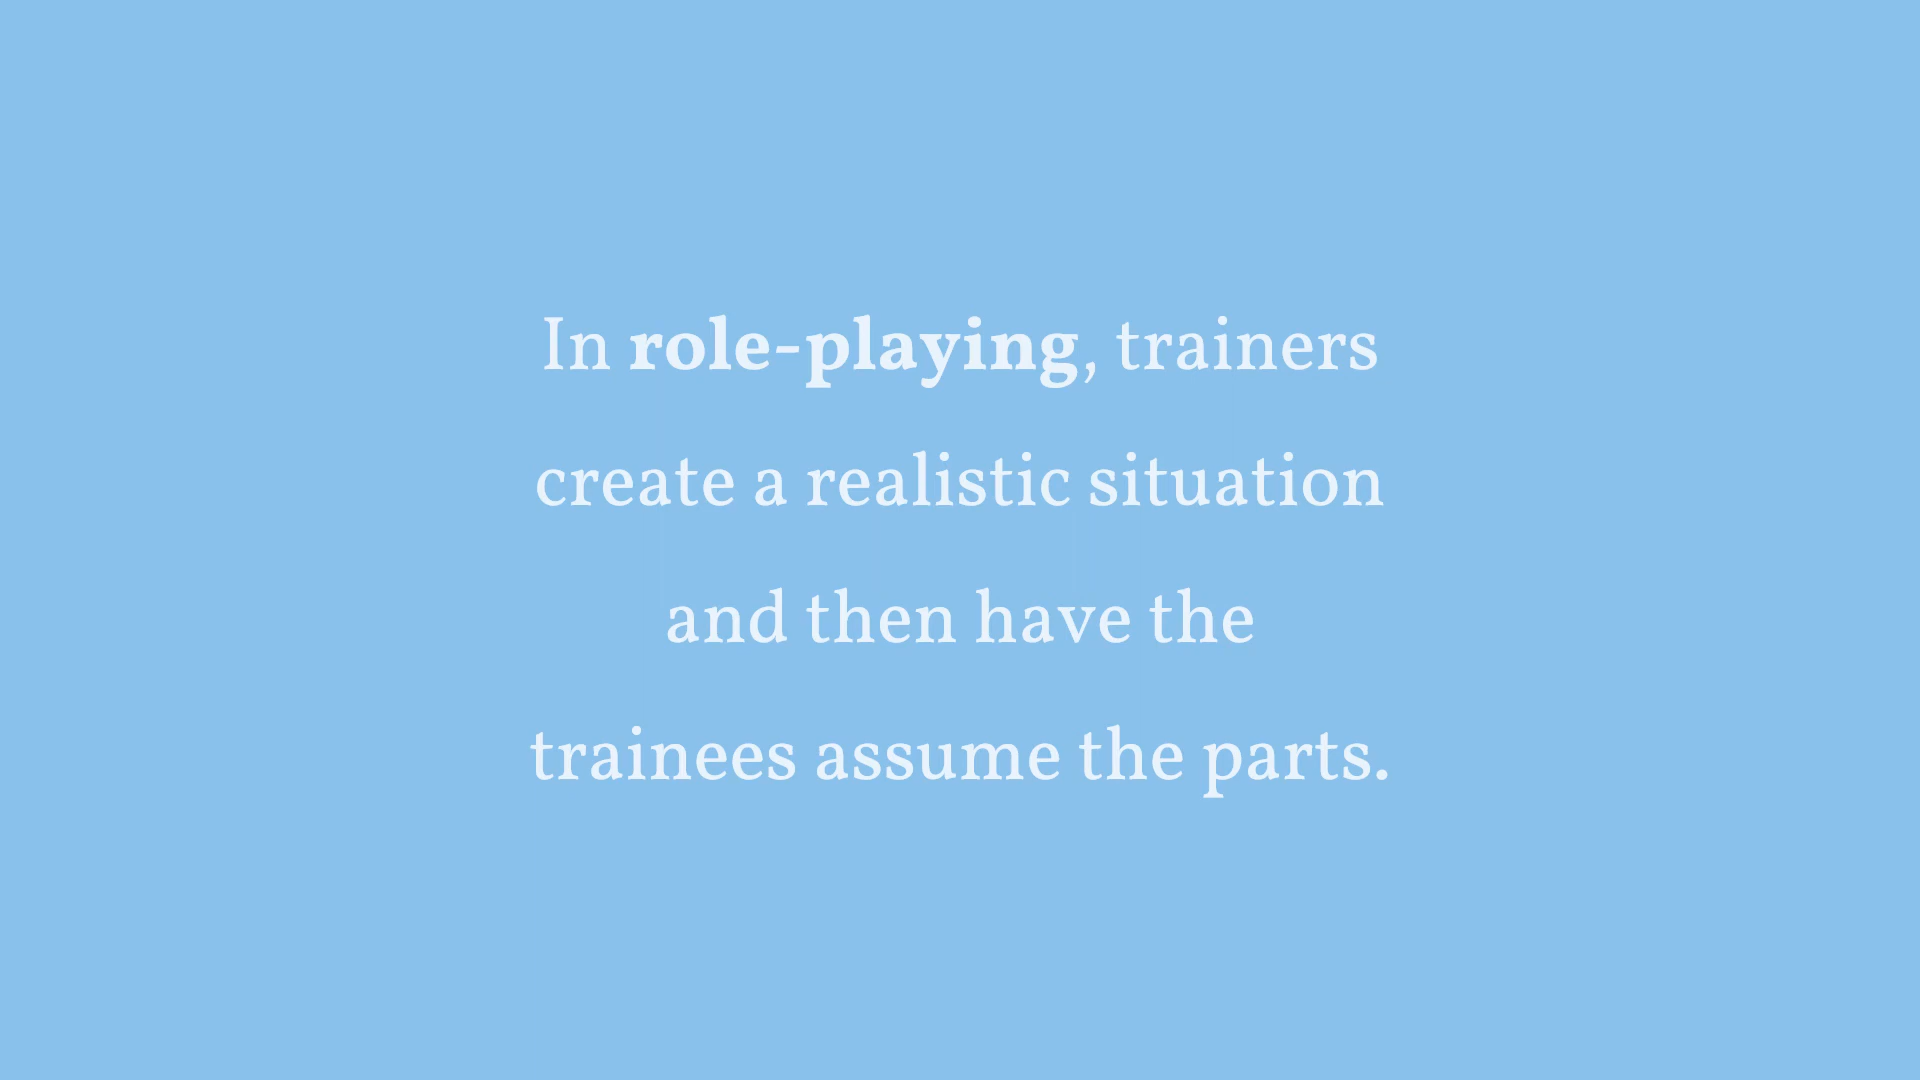 In role-playing, trainers
create a realistic situation
and then have the
trainees assume the parts.